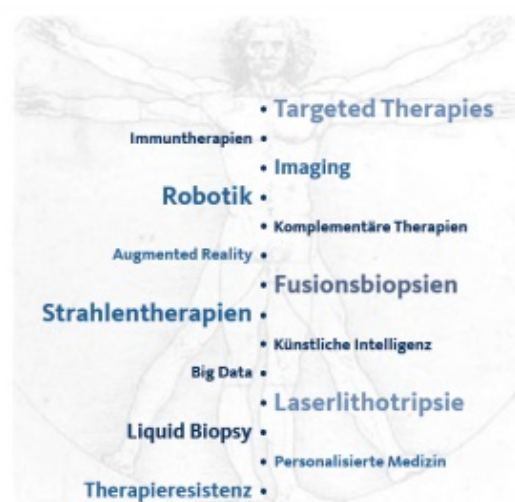 • Targeted Therapies
Immuntherapien •
• Imaging
Robotik •
• Komplementäre Therapien
Augmented Reality •
• Fusionsbiopsien
Strahlentherapien •
• Künstliche Intelligenz
Big Data •
• Laserlithotripsie
Liquid Biopsy •
• Personalisierte Medizin
Therapieresistenz •